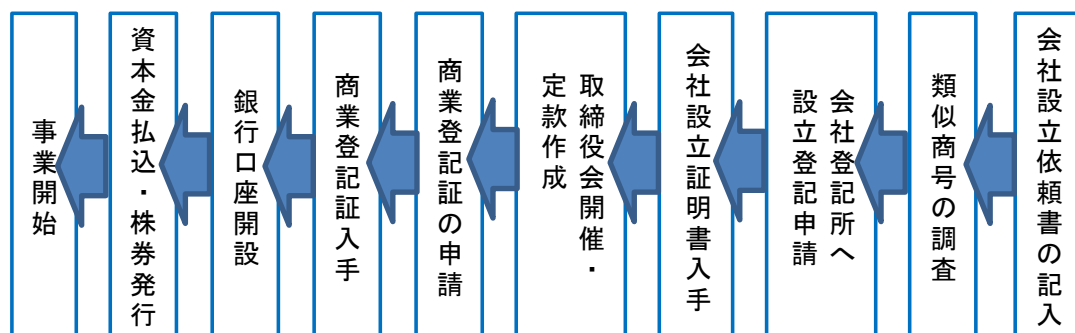 会社設立依頼書の記入
類似商号の調査
会社登記所へ
設立登記申請
会社設立証明書入手
取締役会開催・
定款作成
商業登記証の申請
商業登記証入手
銀行口座開設
資本金払込・株券発行
事業開始